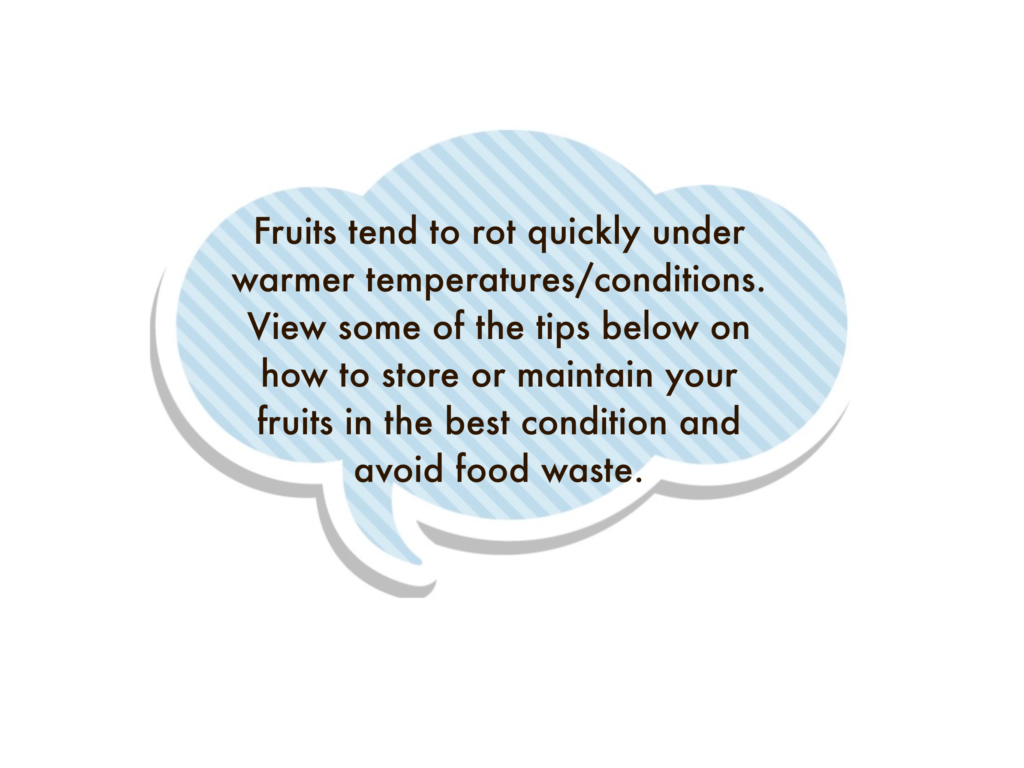 Fruits tend to rot quickly under
warmer temperatures/conditions.
View some of the tips below on
how to store or maintain your
fruits in the best condition and
avoid food waste.